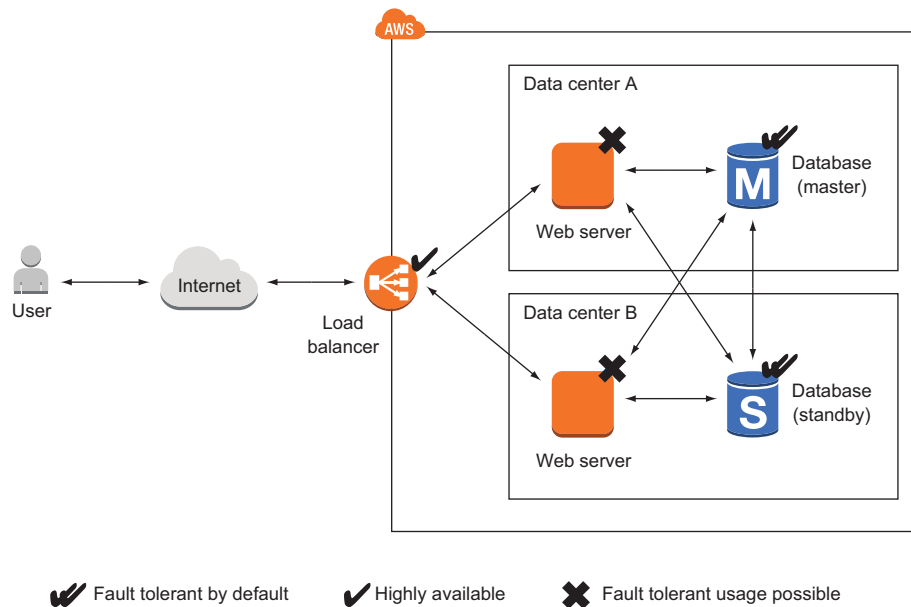 AWS
Data center A
M
Database
(master)
Web server
User
Internet
Load
balancer
Data center B
S
Database
(standby)
Web server
Fault tolerant by default
Highly available
Fault tolerant usage possible